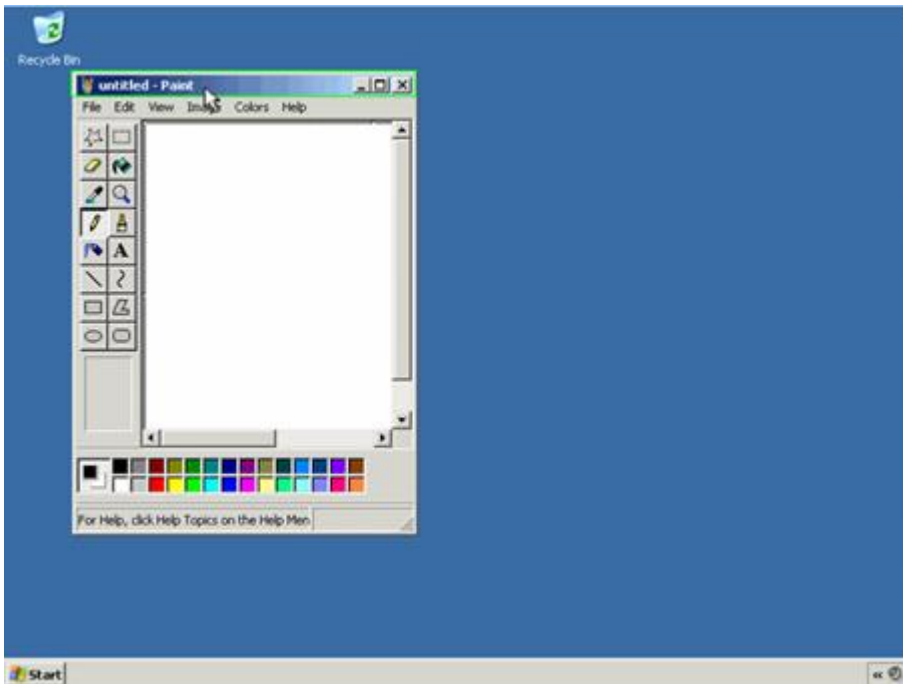 Recycle Bin
untitled - Paint
File Edit View Image Colors Help
A
For Help, click Help Topics on the Help Men
Start
«